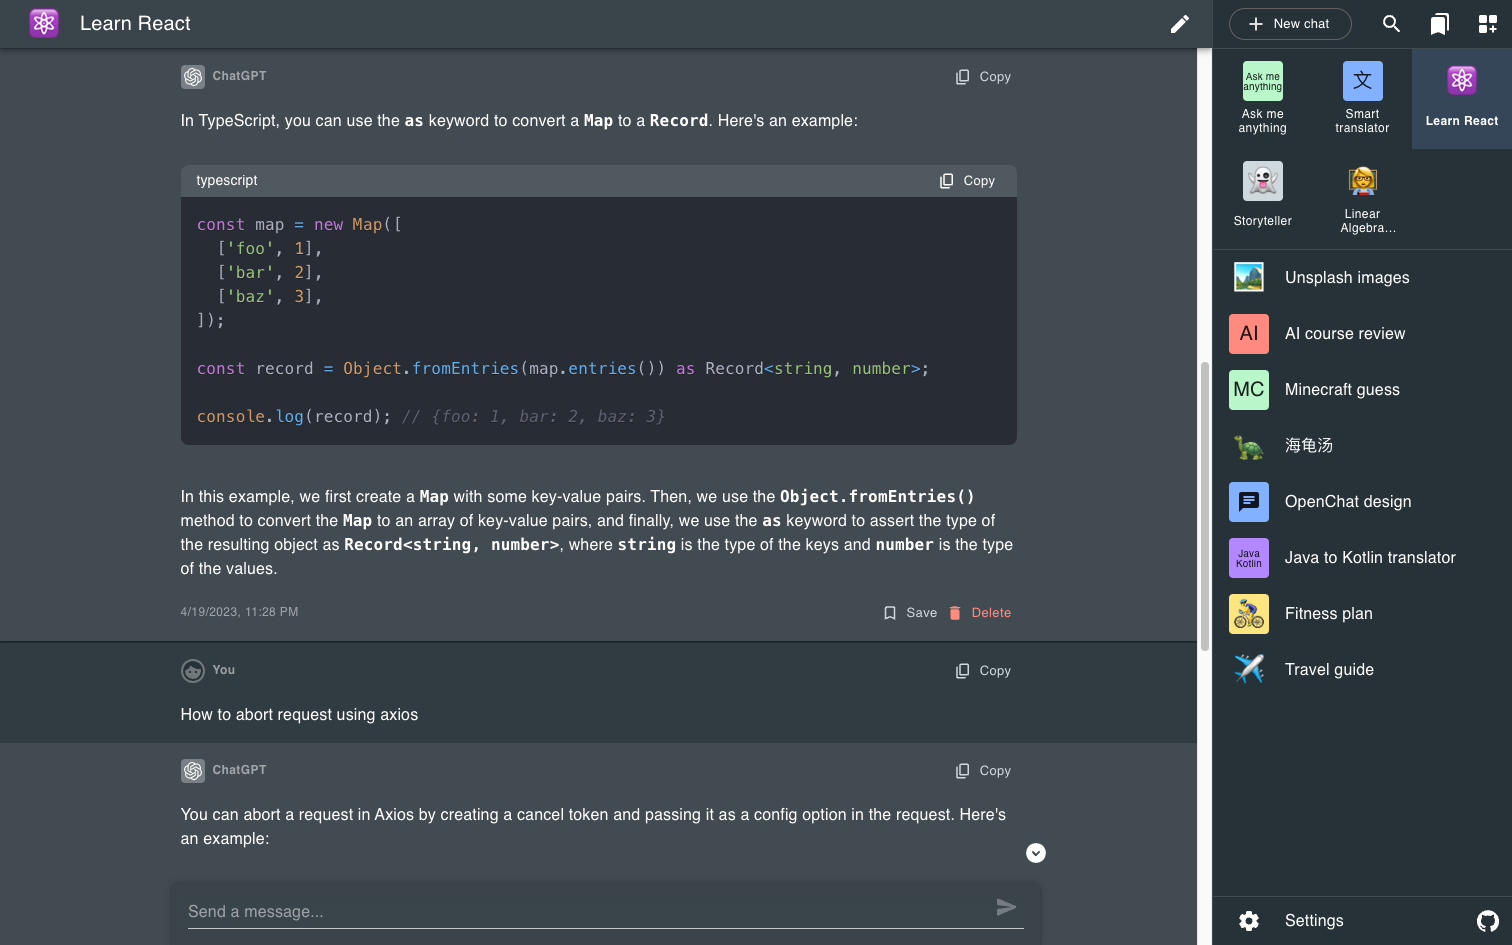 Learn React
New chat
ChatGPT
Copy
In TypeScript, you can use the as keyword to convert a Map to a Record. Here's an example:
typescript
Copy
const map = new Map([
  ['foo', 1],
  ['bar', 2],
  ['baz', 3],
]);
const record = Object.fromEntries(map.entries()) as Record<string, number>;
console.log(record); // {foo: 1, bar: 2, baz: 3}
In this example, we first create a Map with some key-value pairs. Then, we use the Object.fromEntries()
method to convert the Map to an array of key-value pairs, and finally, we use the as keyword to assert the type of
the resulting object as Record<string, number>, where string is the type of the keys and number is the type
of the values.
4/19/2023, 11:28 PM
Save
Delete
You
Copy
How to abort request using axios
ChatGPT
Copy
You can abort a request in Axios by creating a cancel token and passing it as a config option in the request. Here's
an example:
Send a message...
Ask me
anything
Ask me
anything
文
Smart
translator
Learn React
Storyteller
Linear
Algebra...
Unsplash images
AI
AI course review
MC
Minecraft guess
海龟汤
OpenChat design
Java
Kotlin
Java to Kotlin translator
Fitness plan
Travel guide
Settings